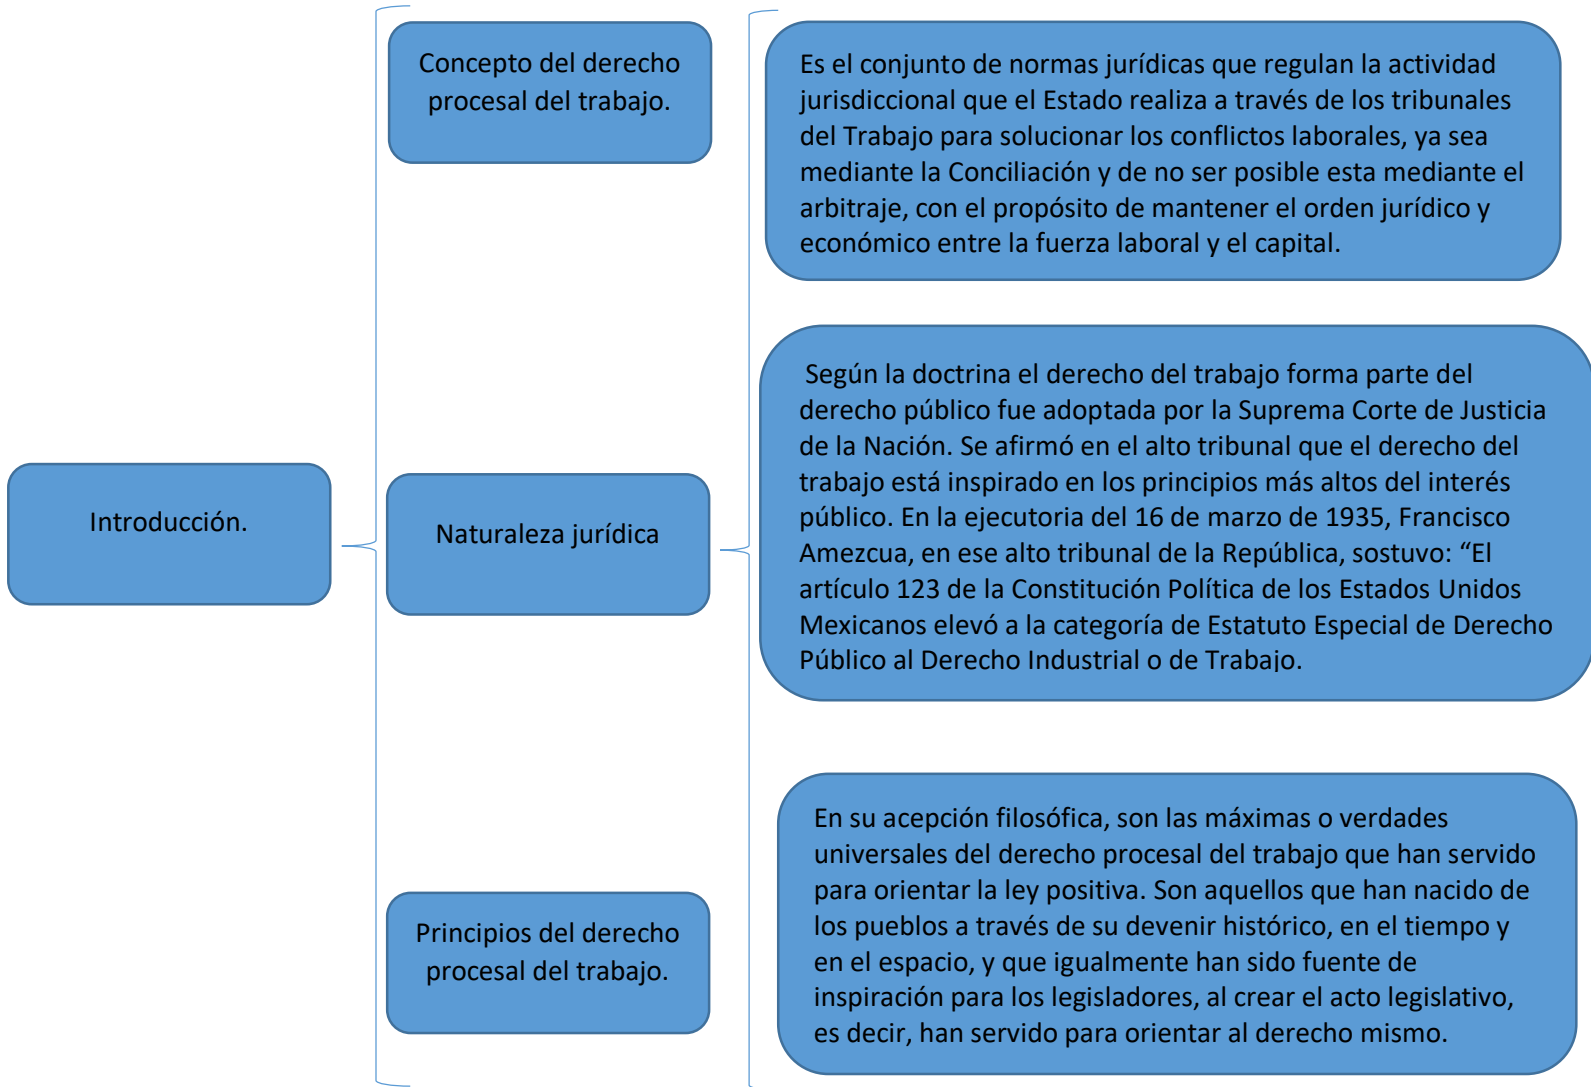 Introducción.
Concepto del derecho
procesal del trabajo.
Es el conjunto de normas jurídicas que regulan la actividad
jurisdiccional que el Estado realiza a través de los tribunales
del Trabajo para solucionar los conflictos laborales, ya sea
mediante la Conciliación y de no ser posible esta mediante el
arbitraje, con el propósito de mantener el orden jurídico y
económico entre la fuerza laboral y el capital.
Naturaleza jurídica
Según la doctrina el derecho del trabajo forma parte del
derecho público fue adoptada por la Suprema Corte de Justicia
de la Nación. Se afirmó en el alto tribunal que el derecho del
trabajo está inspirado en los principios más altos del interés
público. En la ejecutoria del 16 de marzo de 1935, Francisco
Amezcua, en ese alto tribunal de la República, sostuvo: “El
artículo 123 de la Constitución Política de los Estados Unidos
Mexicanos elevó a la categoría de Estatuto Especial de Derecho
Público al Derecho Industrial o de Trabajo.
Principios del derecho
procesal del trabajo.
En su acepción filosófica, son las máximas o verdades
universales del derecho procesal del trabajo que han servido
para orientar la ley positiva. Son aquellos que han nacido de
los pueblos a través de su devenir histórico, en el tiempo y
en el espacio, y que igualmente han sido fuente de
inspiración para los legisladores, al crear el acto legislativo,
es decir, han servido para orientar al derecho mismo.